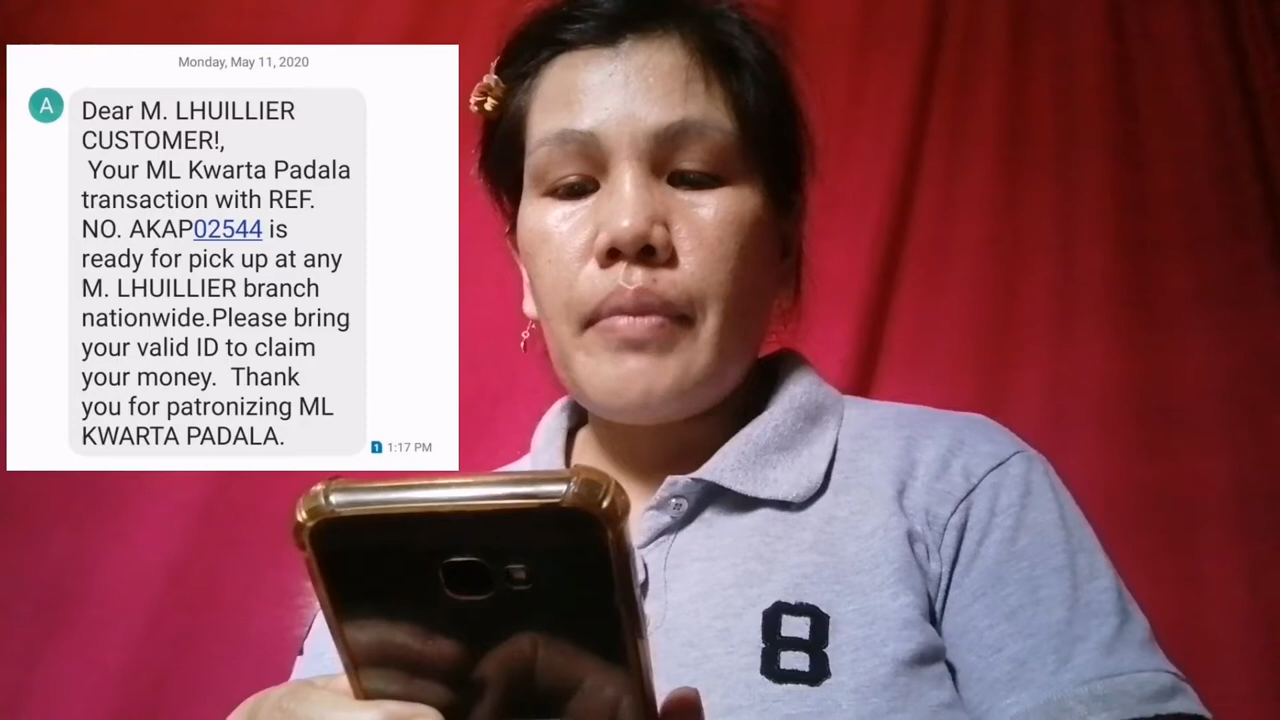 Monday, May 11, 2020
A
Dear M. LHUILLIER
CUSTOMER!,
Your ML Kwarta Padala
transaction with REF.
NO. AKAP02544 is
ready for pick up at any
M. LHUILLIER branch
nationwide.Please bring
your valid ID to claim
your money.  Thank
you for patronizing ML
KWARTA PADALA.
1 1:17 PM
8